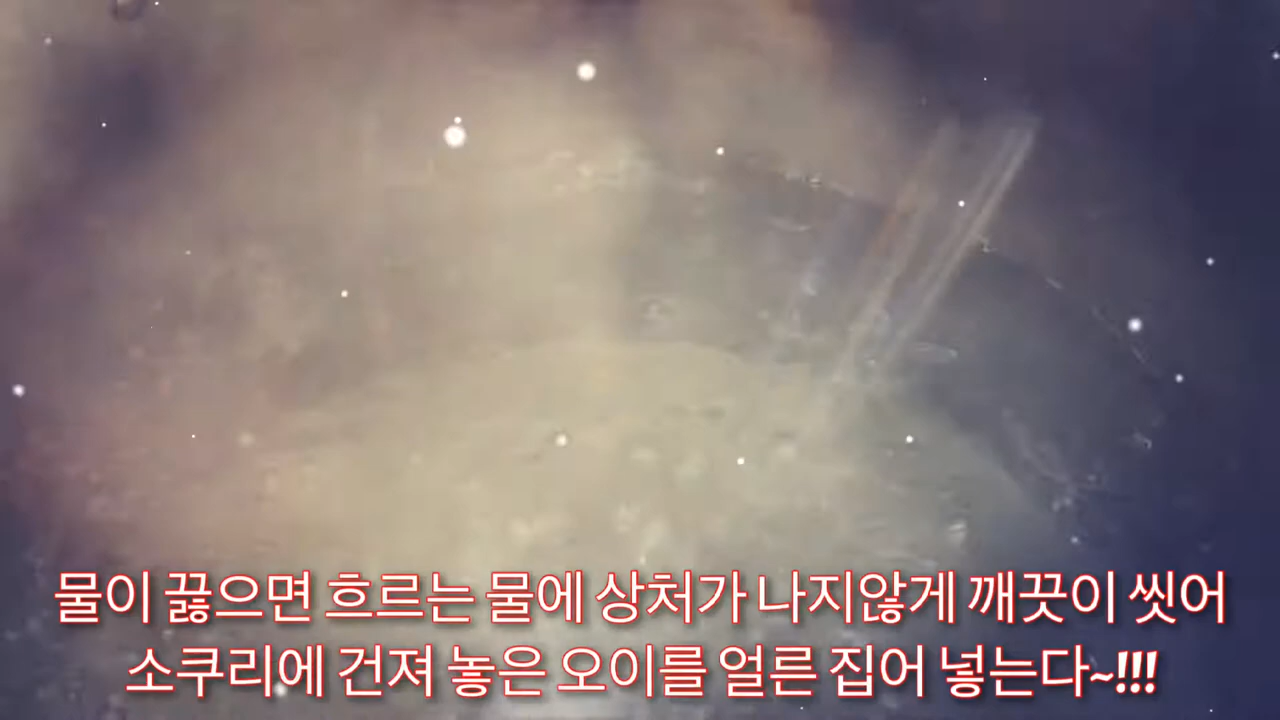 물이 끓으면 흐르는 물에 상처가 나지않게 깨끗이 씻어
소쿠리에 건져 놓은 오이를 얼른 집어 넣는다~!!!